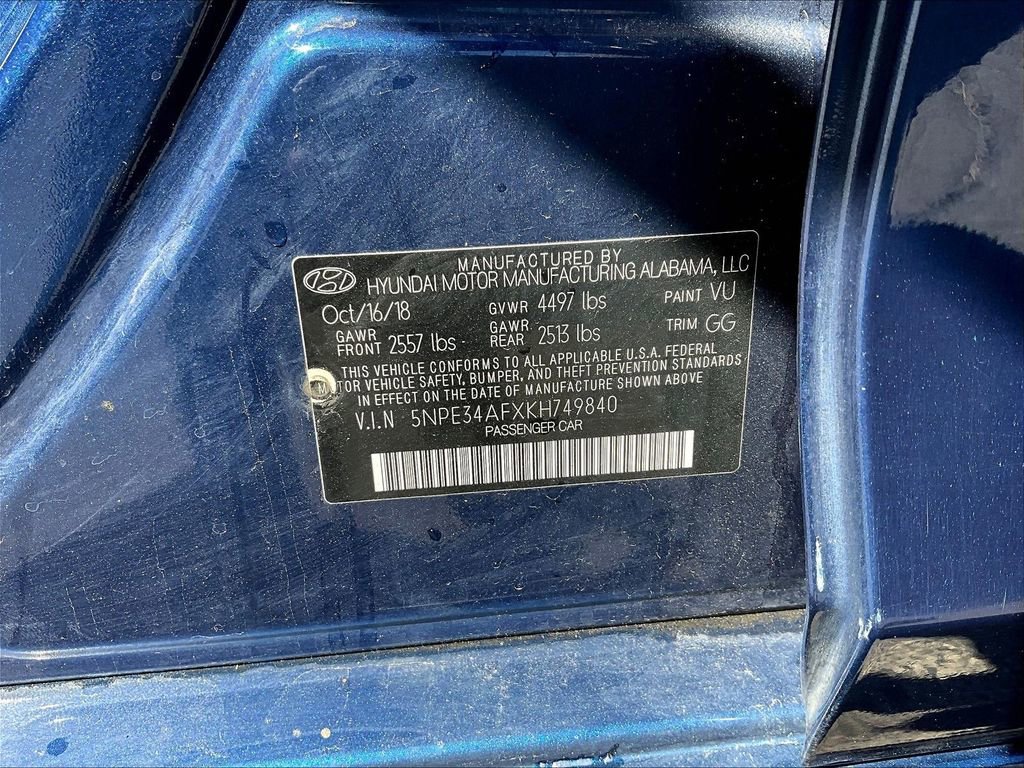 MANUFACTURED BY
HYUNDAI MOTOR MANUFACTURING ALABAMA, LLC
Oct/16/18 GVWR 4497 lbs PAINT VU
GAWR FRONT 2557 lbs GAWR REAR 2513 lbs TRIM GG
THIS VEHICLE CONFORMS TO ALL APPLICABLE U.S.A. FEDERAL
MOTOR VEHICLE SAFETY, BUMPER, AND THEFT PREVENTION STANDARDS
IN EFFECT ON THE DATE OF MANUFACTURE SHOWN ABOVE
V.I.N 5NPE34AFXKH749840
PASSENGER CAR